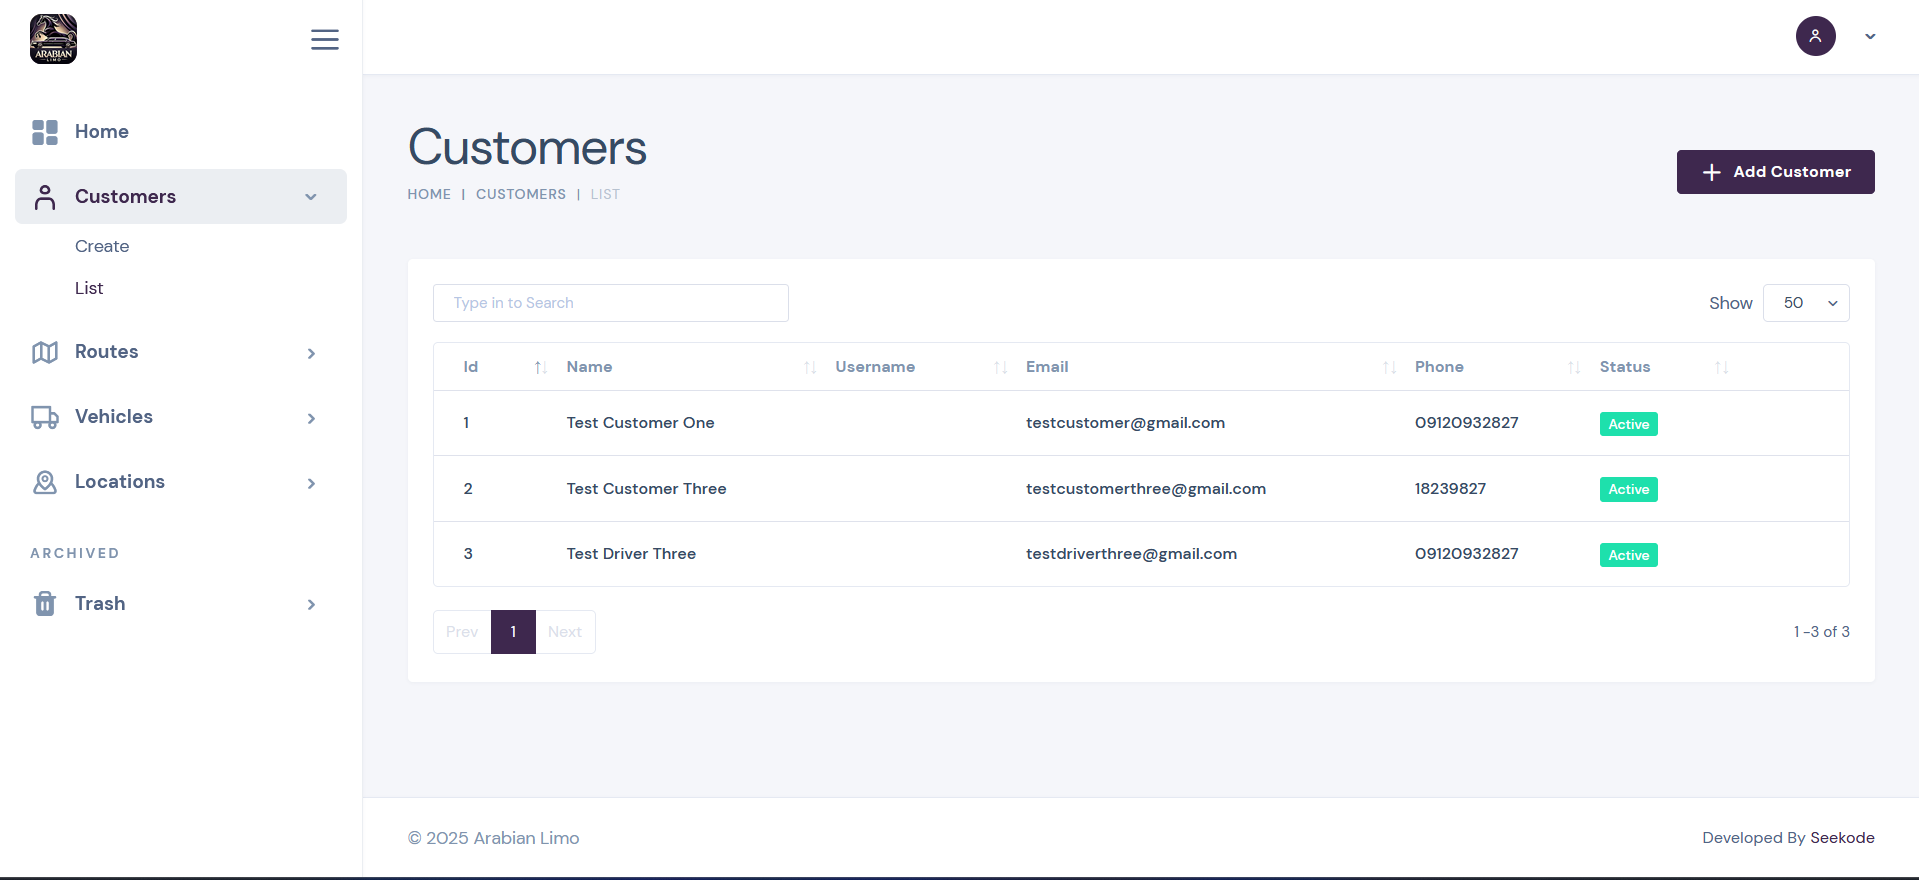 ARABIAN
LIMO
Home
Customers
Create
List
Routes
Vehicles
Locations
ARCHIVED
Trash
Customers
HOME | CUSTOMERS | LIST
Add Customer
Type in to Search
Show 50
Id Name Username Email Phone Status
1 Test Customer One testcustomer@gmail.com 09120932827 Active
2 Test Customer Three testcustomerthree@gmail.com 18239827 Active
3 Test Driver Three testdriverthree@gmail.com 09120932827 Active
Prev 1 Next
1 -3 of 3
© 2025 Arabian Limo
Developed By Seekode